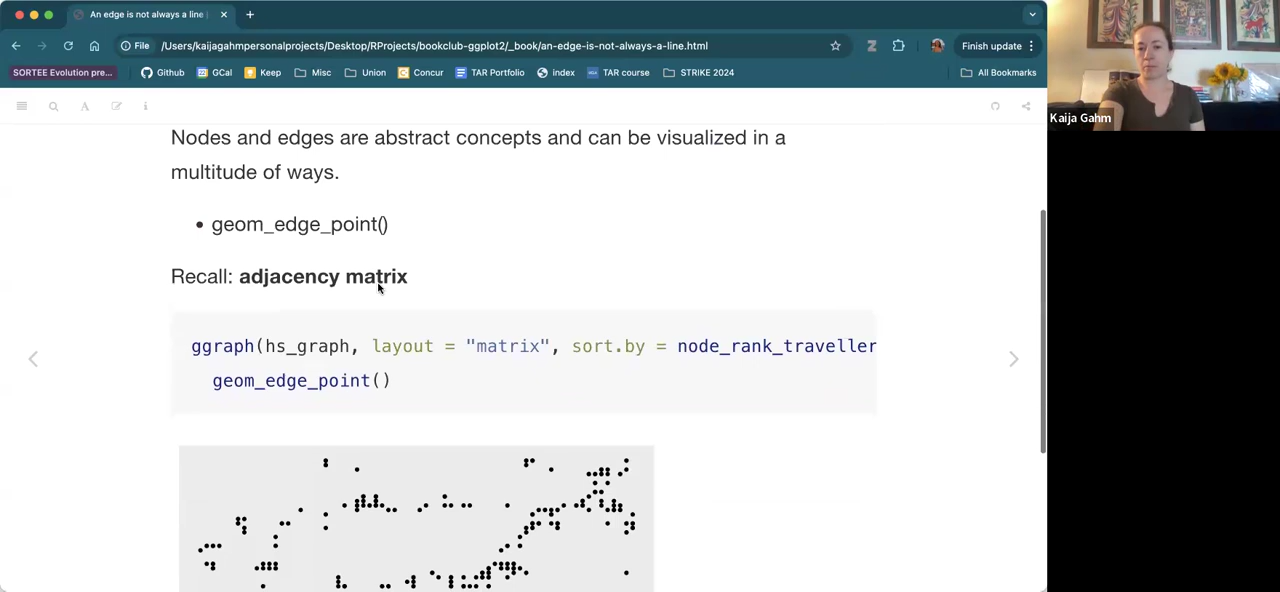 An edge is not always a line |
File
/Users/kaijagahmpersonalprojects/Desktop/RProjects/bookclub-ggplot2/_book/an-edge-is-not-always-a-line.html
Finish update
SORTEE Evolution pre...
Github
GCal
Keep
Misc
Union
Concur
TAR Portfolio
index
TAR course
STRIKE 2024
All Bookmarks
Kaija Gahm
Nodes and edges are abstract concepts and can be visualized in a
multitude of ways.
• geom_edge_point()
Recall: adjacency matrix
ggraph(hs_graph, layout = "matrix", sort.by = node_rank_traveller
geom_edge_point()